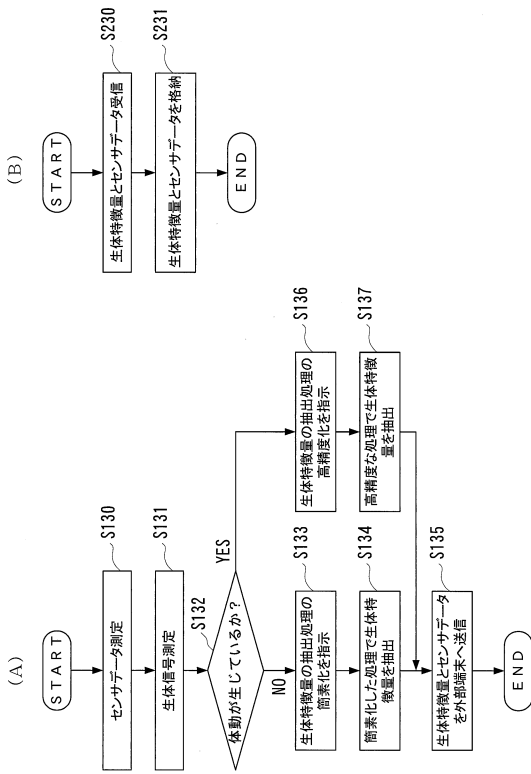 (A)
START
センサデータ測定
S130
生体信号測定
S131
体動が生じているか?
S132
YES
NO
生体特徴量の抽出処理の
簡素化を指示
S133
簡素化した処理で生体特
徴量を抽出
S134
生体特徴量の抽出処理の
高精度化を指示
S136
高精度な処理で生体特徴
量を抽出
S137
生体特徴量とセンサデータ
を外部端末へ送信
S135
END
(B)
START
生体特徴量とセンサデータ受信
S230
生体特徴量とセンサデータを格納
S231
END